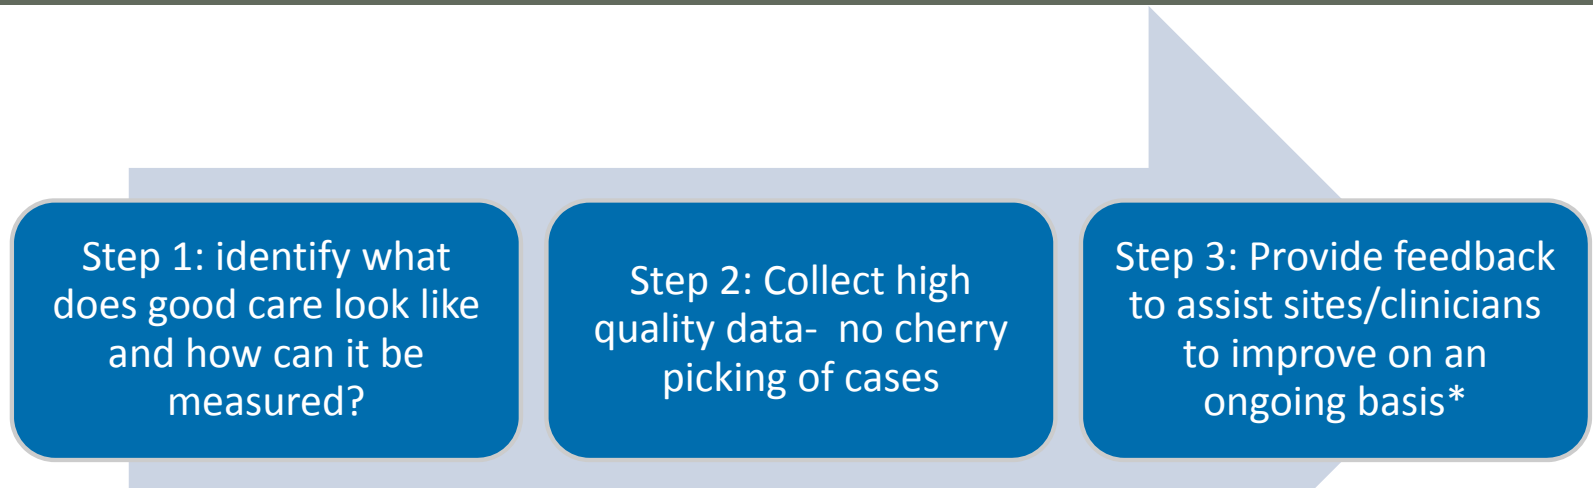 Step 1: identify what
does good care look like
and how can it be
measured?
Step 2: Collect high
quality data-  no cherry
picking of cases
Step 3: Provide feedback
to assist sites/clinicians
to improve on an
ongoing basis*